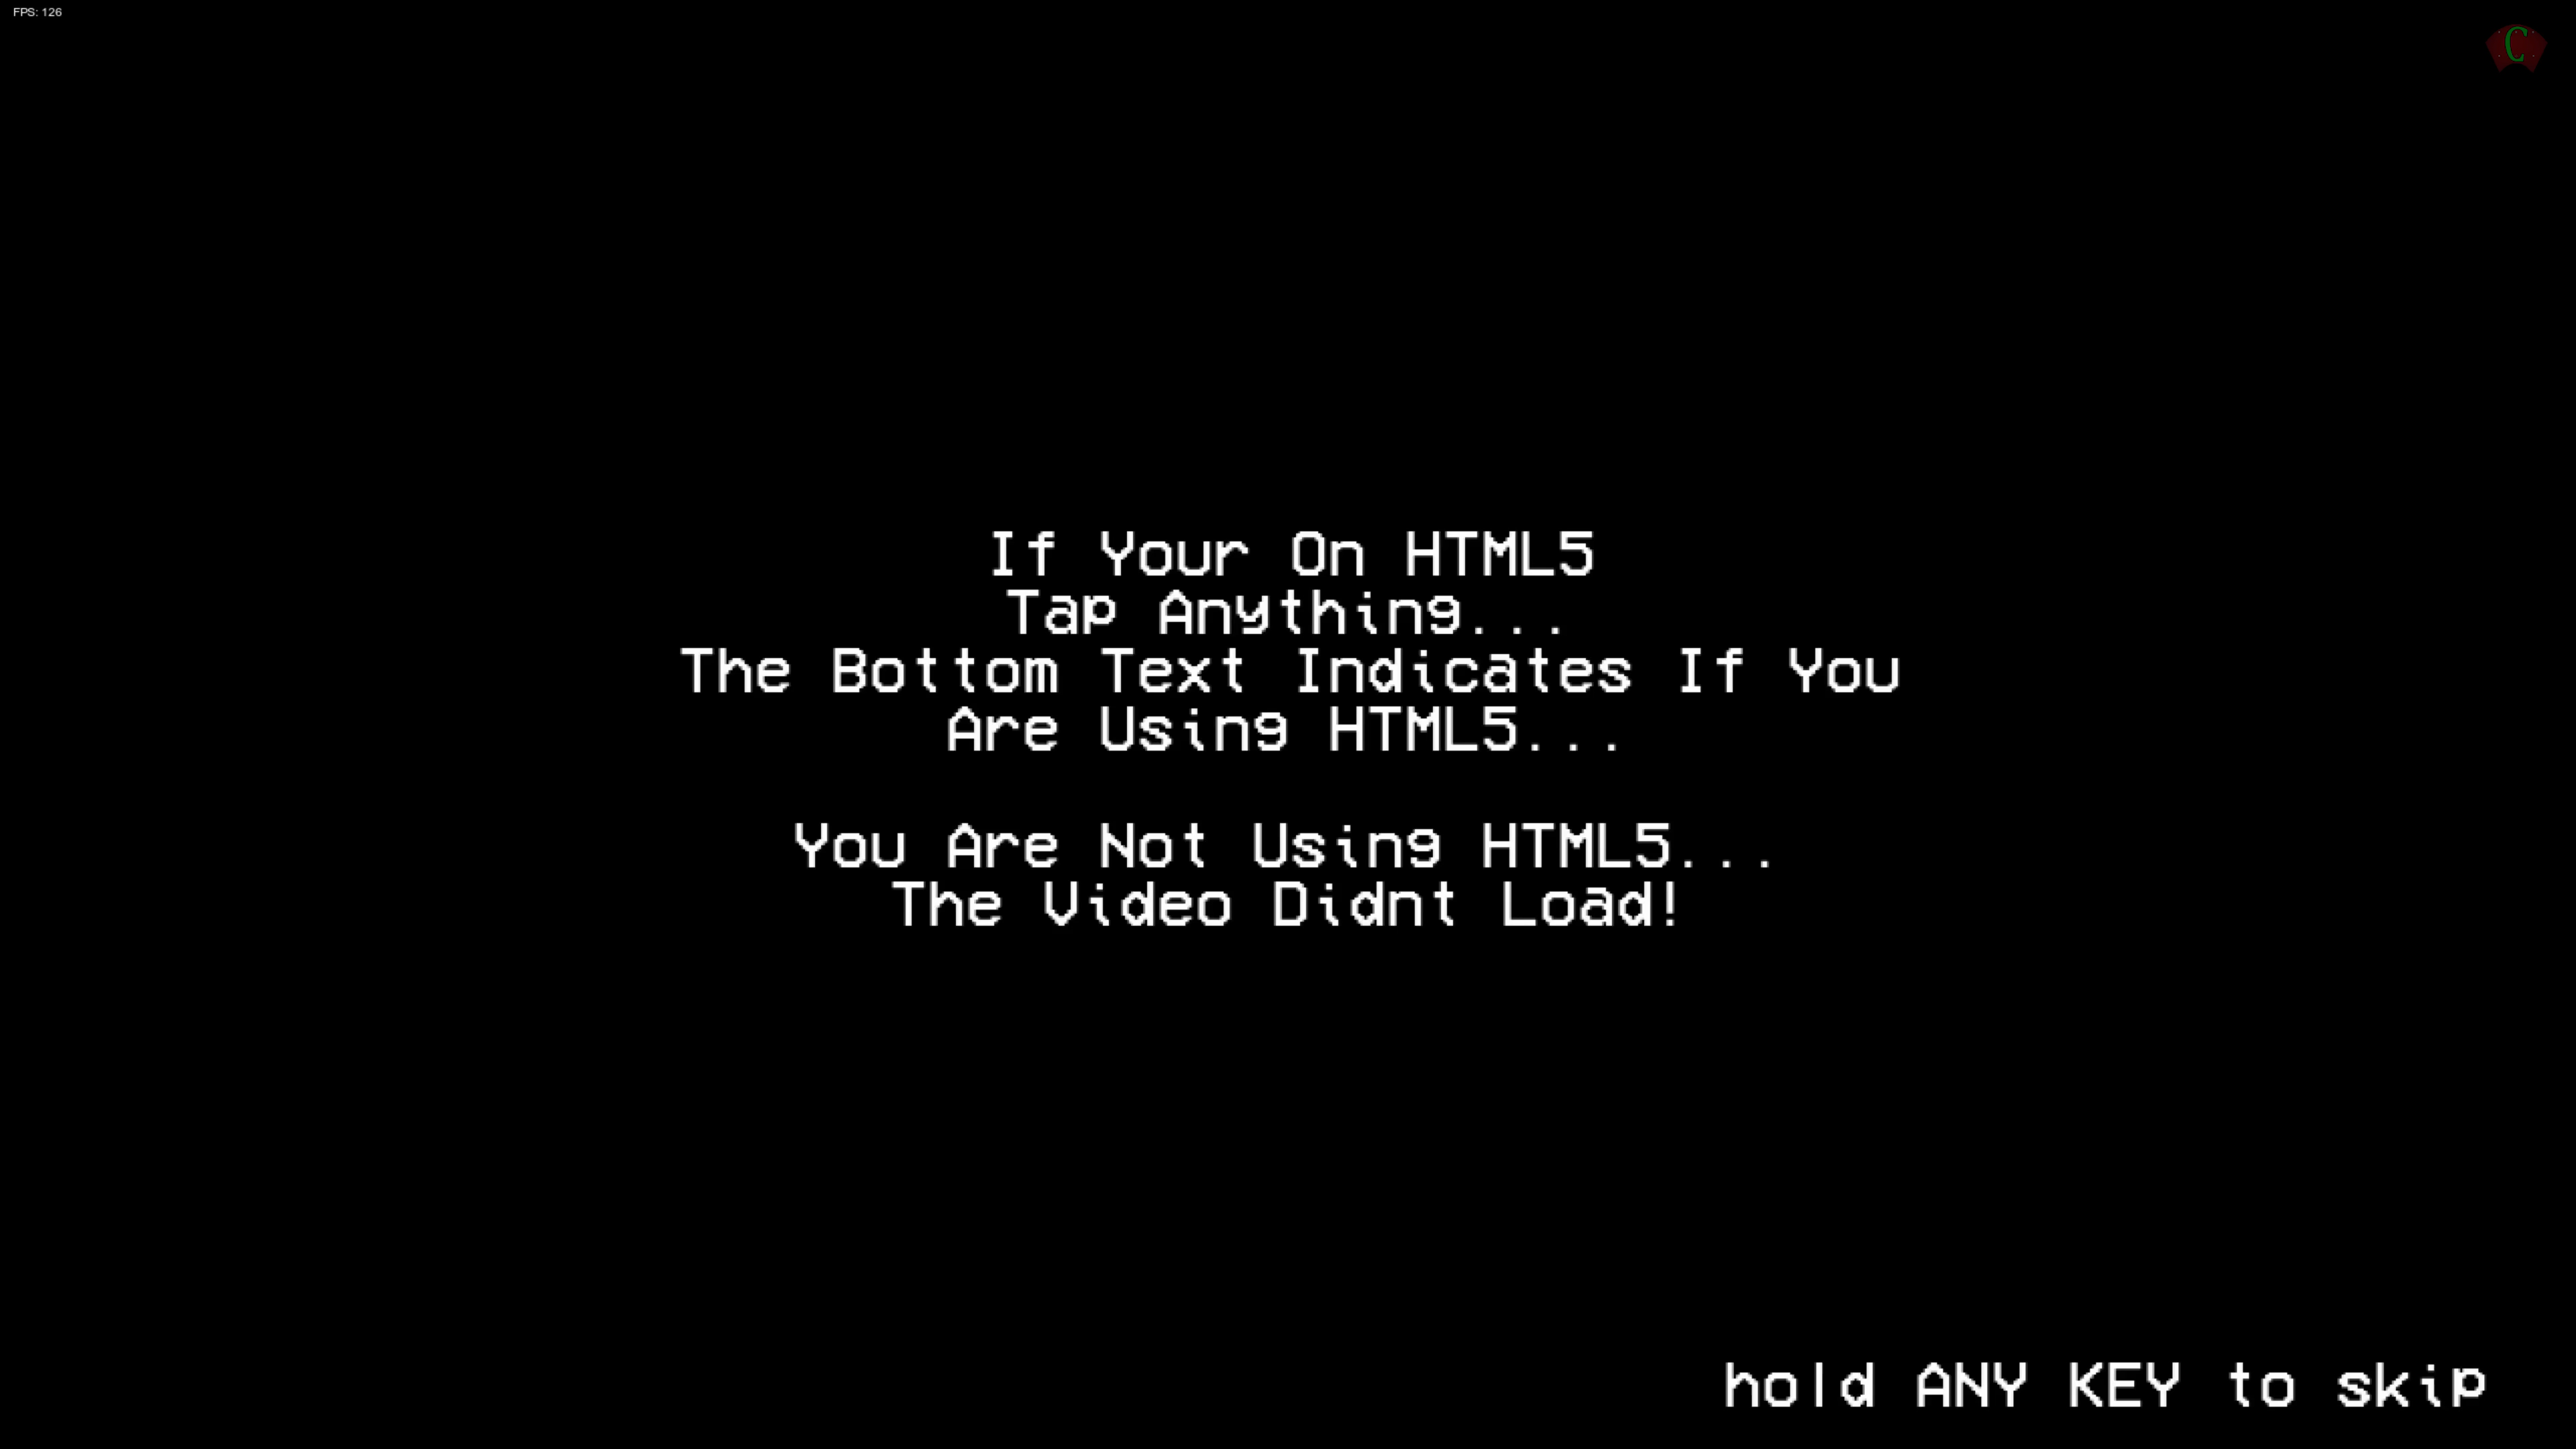 FPS: 126
C
If Your On HTML5
Tap Anything...
The Bottom Text Indicates If You
Are Using HTML5...
You Are Not Using HTML5...
The Video Didnt Load!
hold ANY KEY to skip